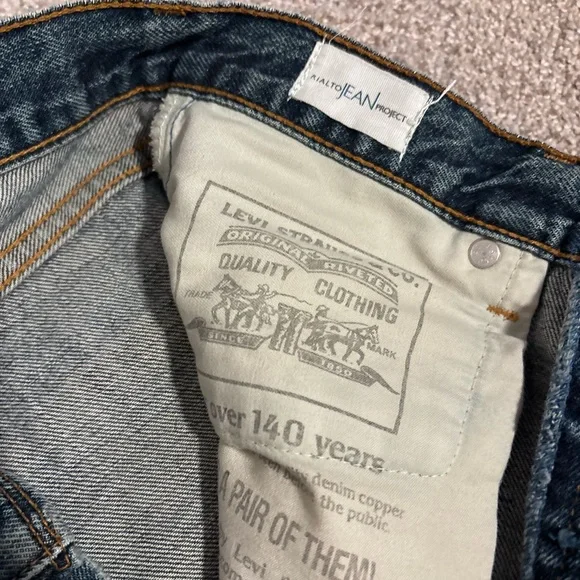 RIALTO JEAN PROJECT
LEVI STRAUSS & CO.
ORIGINAL RIVETED
QUALITY CLOTHING
TRADE MARK
SINCE 1850
over 140 years
denim copper
the public
A PAIR OF THEM!
Levi